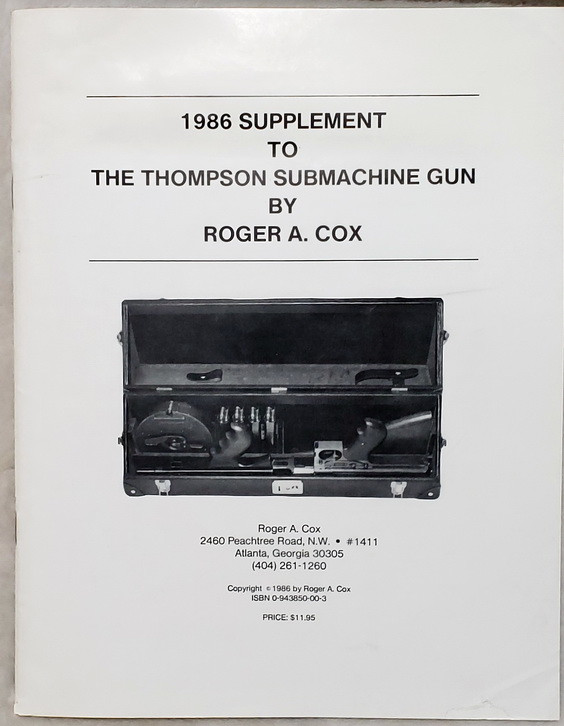 1986 SUPPLEMENT
TO
THE THOMPSON SUBMACHINE GUN
BY
ROGER A. COX
Roger A. Cox
2460 Peachtree Road, N.W. • #1411
Atlanta, Georgia 30305
(404) 261-1260
Copyright © 1986 by Roger A. Cox
ISBN 0-943850-00-3
PRICE: $11.95